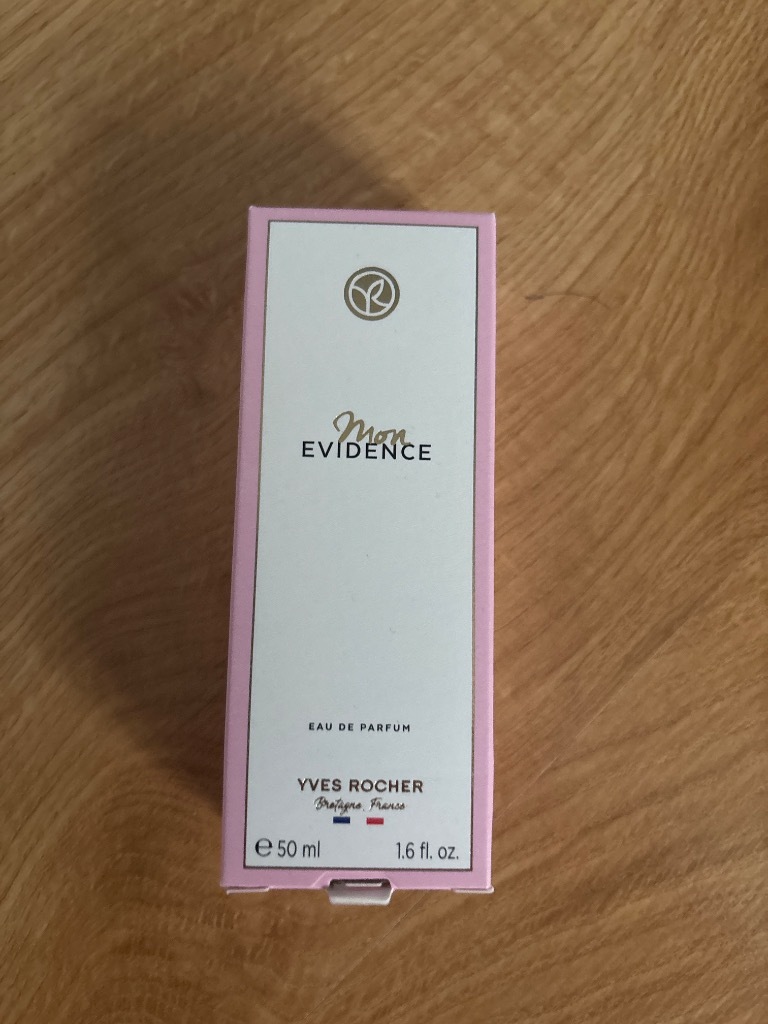 Mon
EVIDENCE
EAU DE PARFUM
YVES ROCHER
Bretagne, France
℮ 50 ml 1.6 fl. oz.